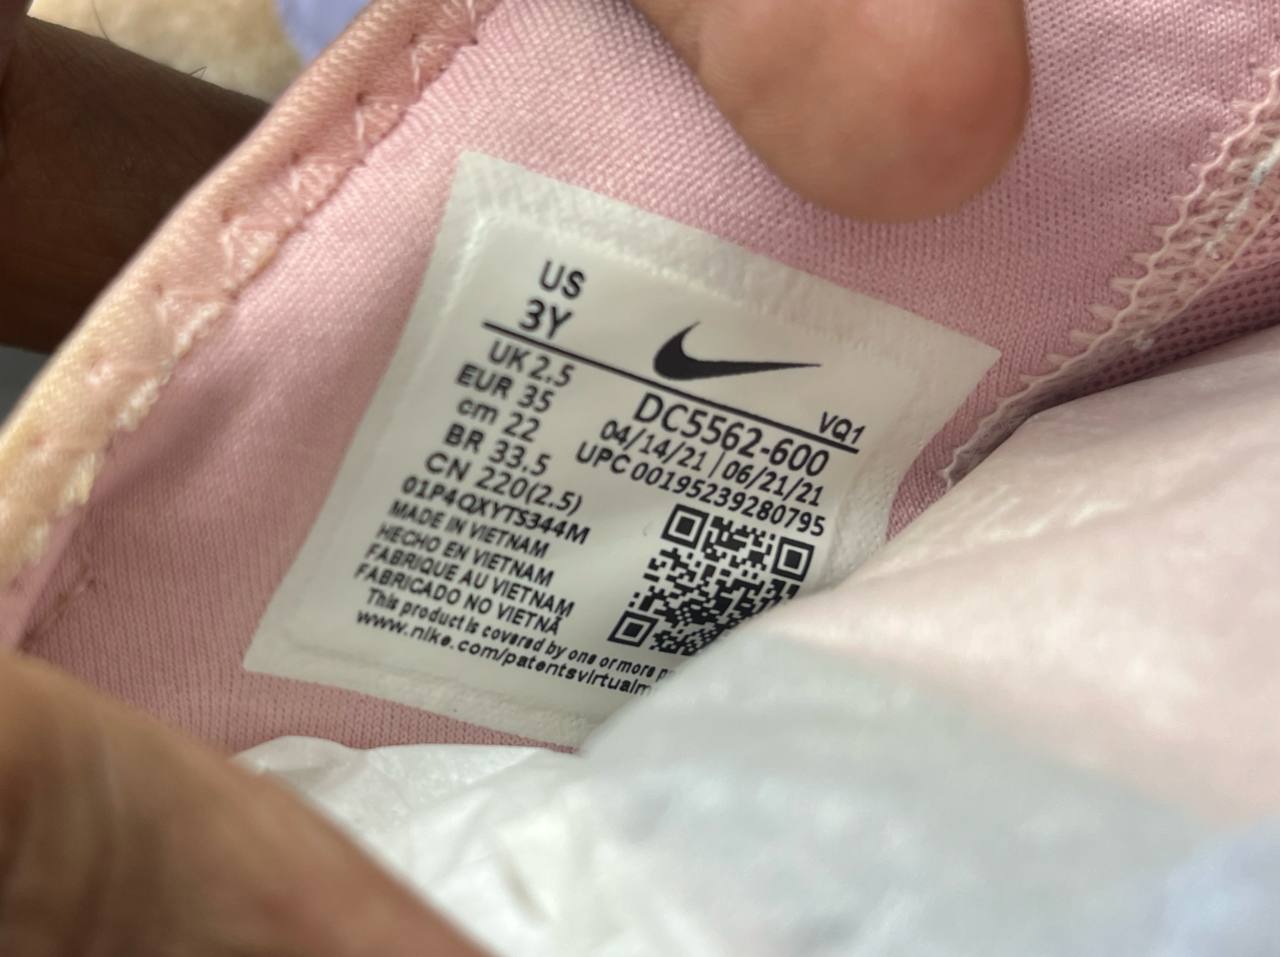 US
3Y
UK 2.5
EUR 35
cm 22
BR 33.5
CN 220(2.5)
01P4QXYTS344M
MADE IN VIETNAM
HECHO EN VIETNAM
FABRIQUE AU VIETNAM
FABRICADO NO VIETNÃ
This product is covered by one or more
www.nike.com/patentsvirtualm
VQ1
DC5562-600
04/14/21 | 06/21/21
UPC 00195239280795